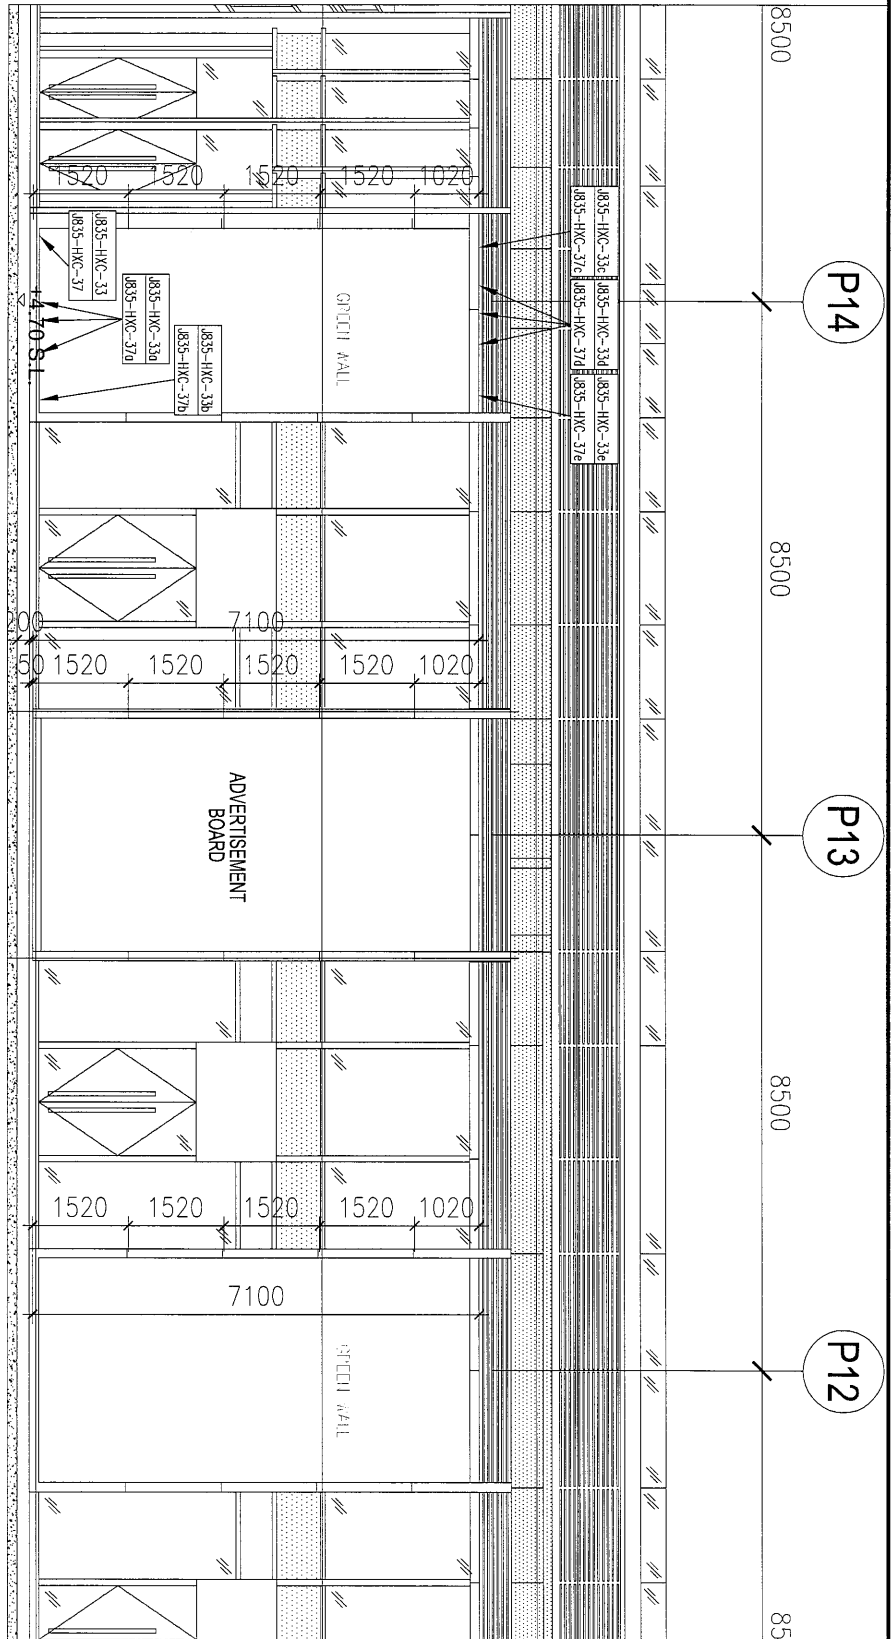 8500
P14
8500
P13
8500
P12
85
J835-HXC-33c
J835-HXC-37c
J835-HXC-33d
J835-HXC-37d
J835-HXC-33e
J835-HXC-37e
1520
1520
1520
1520
1020
J835-HXC-33
J835-HXC-37
J835-HXC-33a
J835-HXC-37a
J835-HXC-33b
J835-HXC-37b
+4.70 S.L.
GREEN WALL
200
7100
50
1520
1520
1520
1520
1020
ADVERTISEMENT
BOARD
1520
1520
1520
1520
1020
7100
GREEN WALL